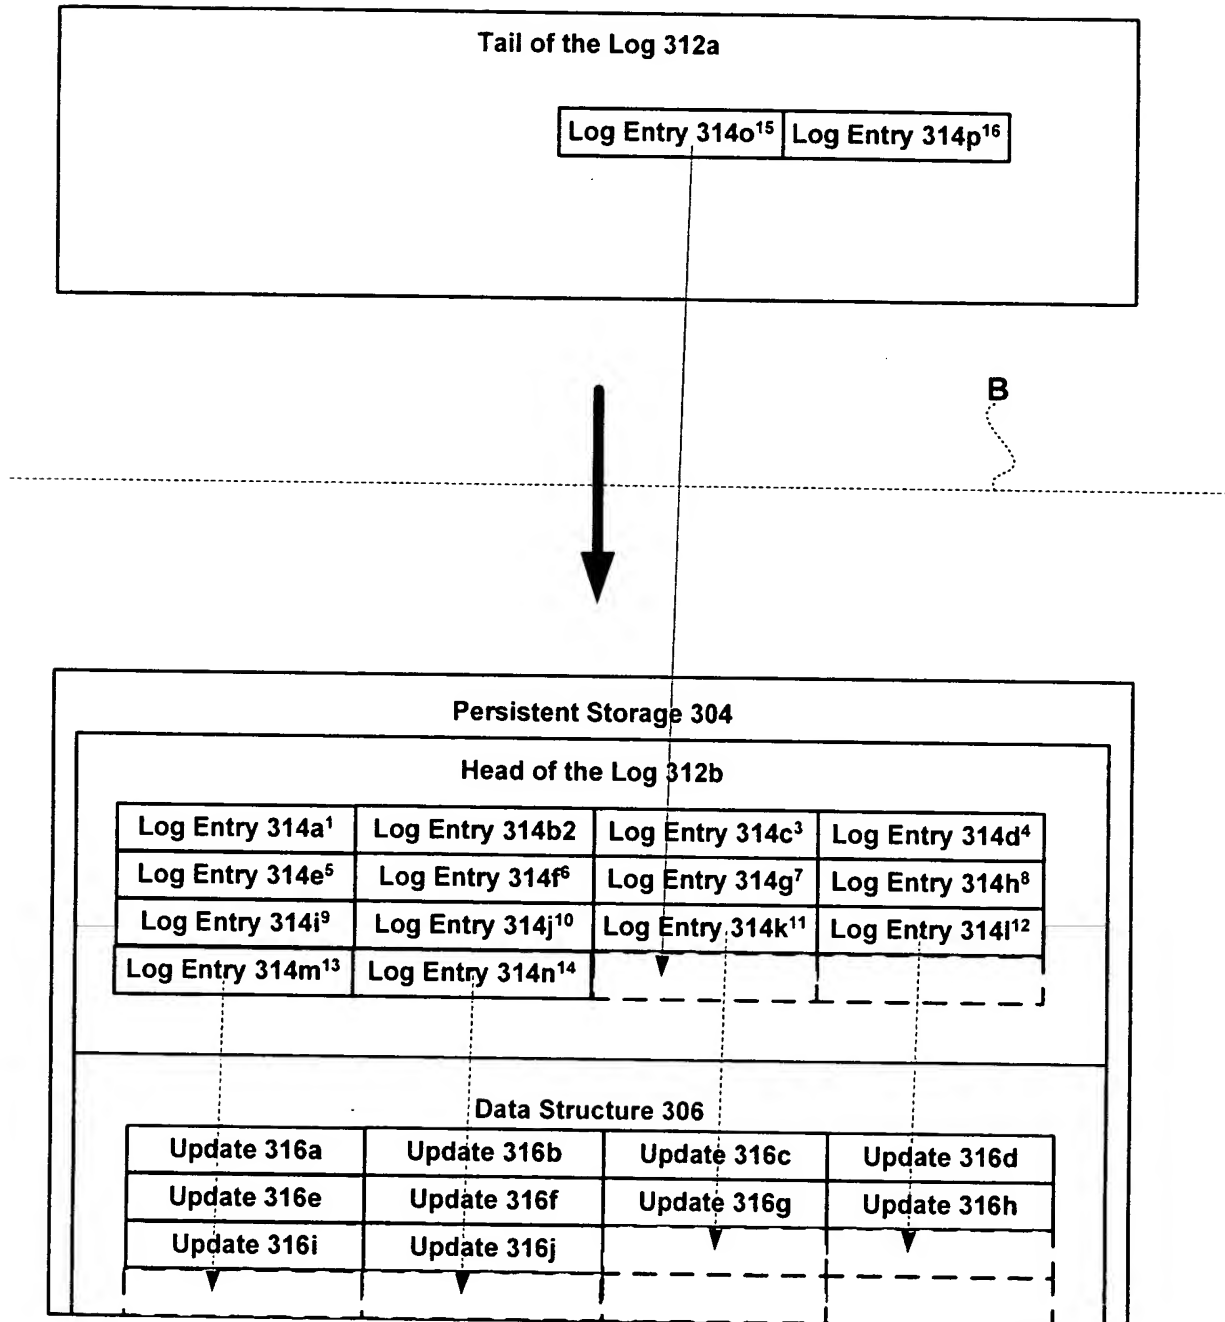 Tail of the Log 312a
Log Entry 314o¹⁵ Log Entry 314p¹⁶
B
Persistent Storage 304
Head of the Log 312b
Log Entry 314a¹ Log Entry 314b2 Log Entry 314c³ Log Entry 314d⁴
Log Entry 314e⁵ Log Entry 314f⁶ Log Entry 314g⁷ Log Entry 314h⁸
Log Entry 314i⁹ Log Entry 314j¹⁰ Log Entry 314k¹¹ Log Entry 314l¹²
Log Entry 314m¹³ Log Entry 314n¹⁴
Data Structure 306
Update 316a Update 316b Update 316c Update 316d
Update 316e Update 316f Update 316g Update 316h
Update 316i Update 316j